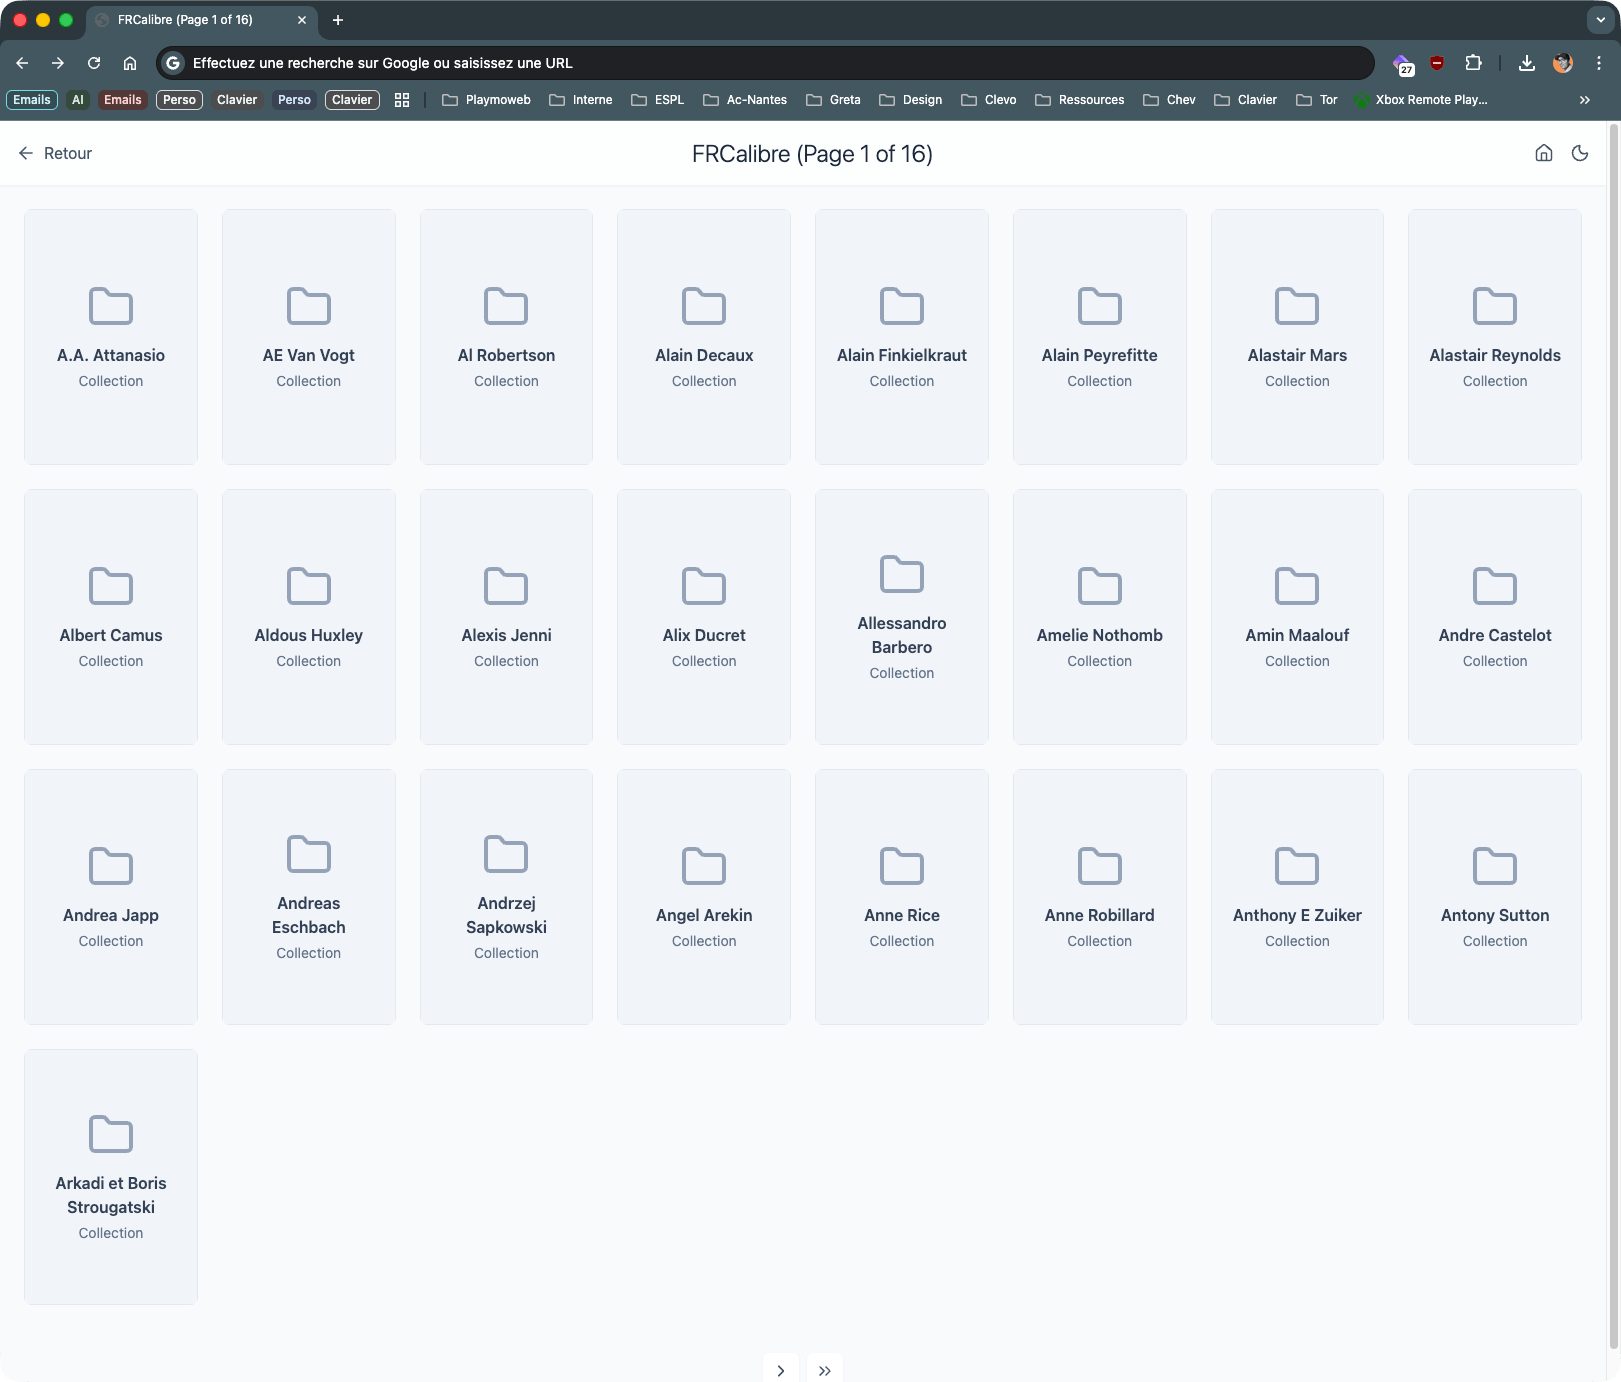 FRCalibre (Page 1 of 16)
Effectuez une recherche sur Google ou saisissez une URL
27
Emails AI Emails Perso Clavier Perso Clavier Playmoweb Interne ESPL Ac-Nantes Greta Design Clevo Ressources Chev Clavier Tor Xbox Remote Play...
Retour
FRCalibre (Page 1 of 16)
A.A. Attanasio
Collection
AE Van Vogt
Collection
Al Robertson
Collection
Alain Decaux
Collection
Alain Finkielkraut
Collection
Alain Peyrefitte
Collection
Alastair Mars
Collection
Alastair Reynolds
Collection
Albert Camus
Collection
Aldous Huxley
Collection
Alexis Jenni
Collection
Alix Ducret
Collection
Allessandro
Barbero
Collection
Amelie Nothomb
Collection
Amin Maalouf
Collection
Andre Castelot
Collection
Andrea Japp
Collection
Andreas
Eschbach
Collection
Andrzej
Sapkowski
Collection
Angel Arekin
Collection
Anne Rice
Collection
Anne Robillard
Collection
Anthony E Zuiker
Collection
Antony Sutton
Collection
Arkadi et Boris
Strougatski
Collection